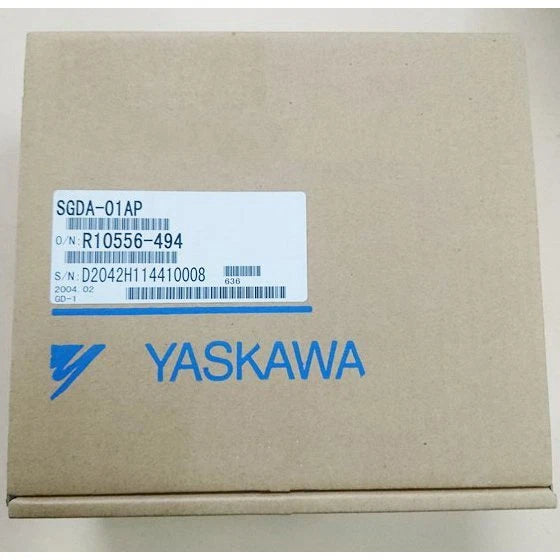 SGDA-01AP
O/N: R10556-494
S/N: D2042H114410008
636
2004.02
GD-1
YASKAWA